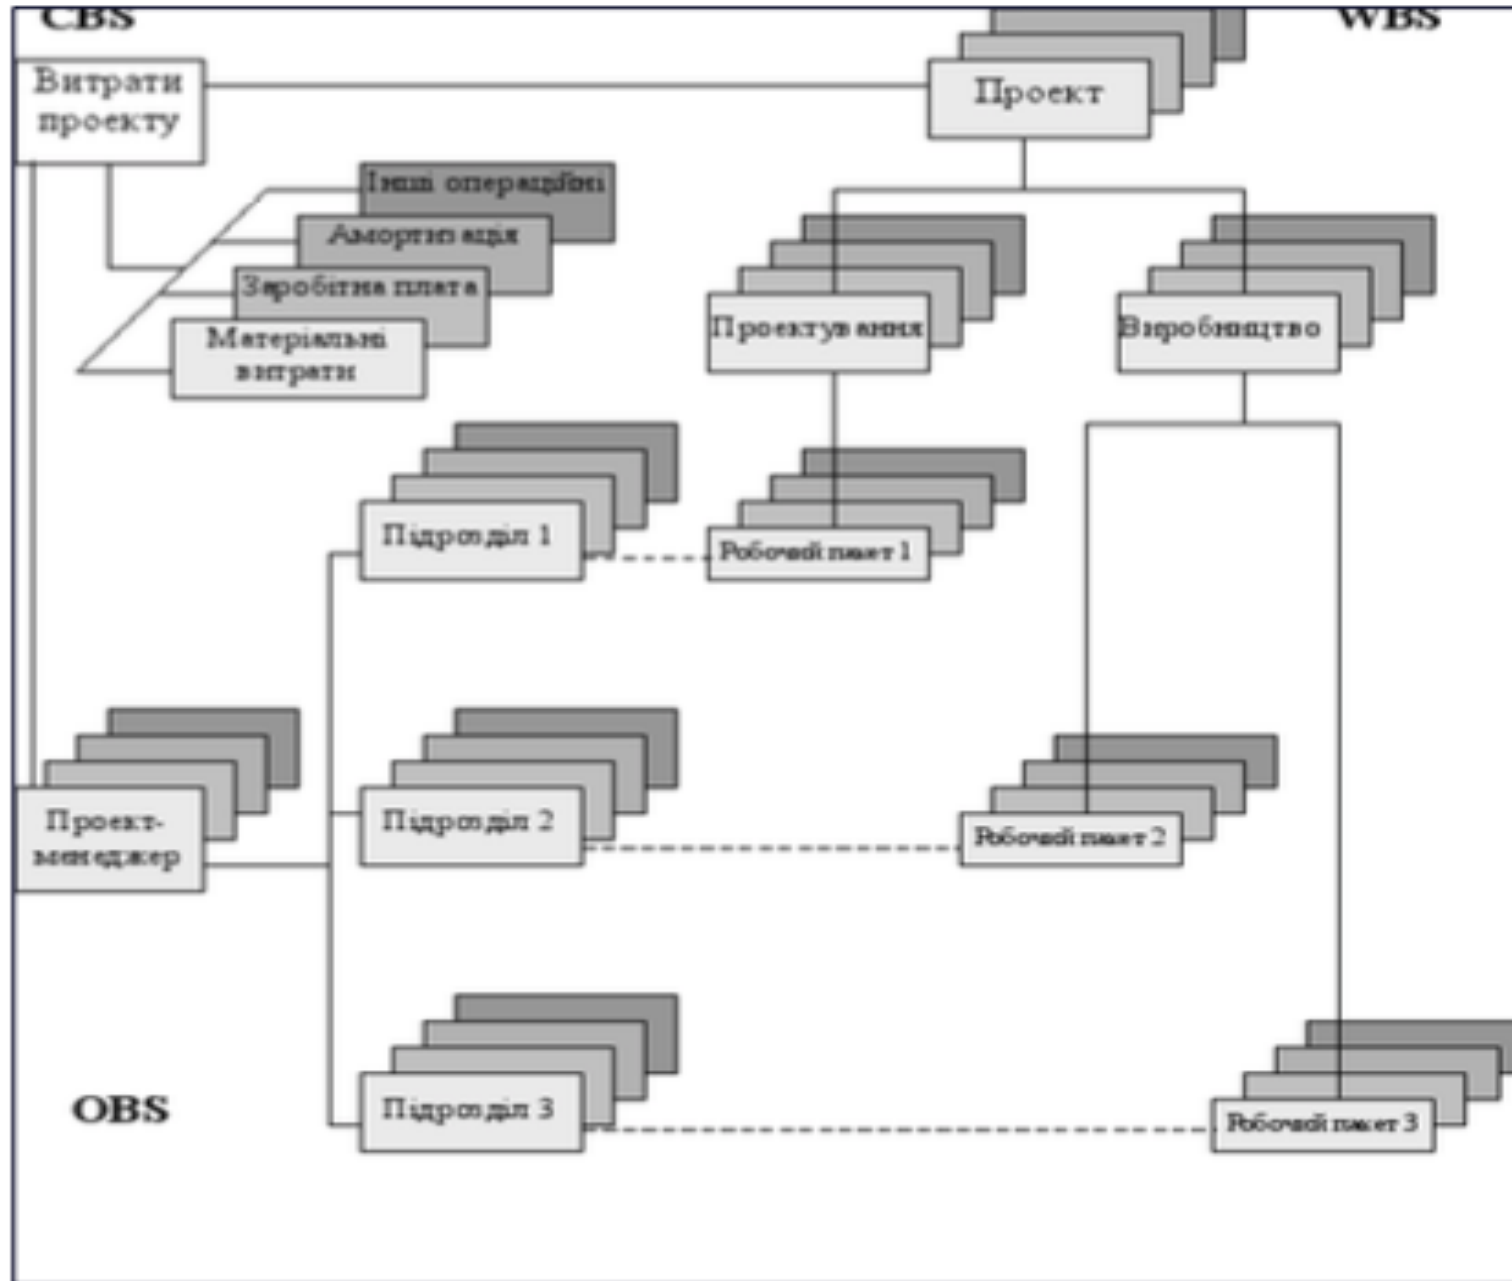 CBS
WBS
Витрати
проекту
Проект
Інші операційні
Амортизація
Заробітна плата
Матеріальні
витрати
Проектування
Виробництво
Підрозділ 1
Робочий пакет 1
Проект-
менеджер
Підрозділ 2
Робочий пакет 2
OBS
Підрозділ 3
Робочий пакет 3